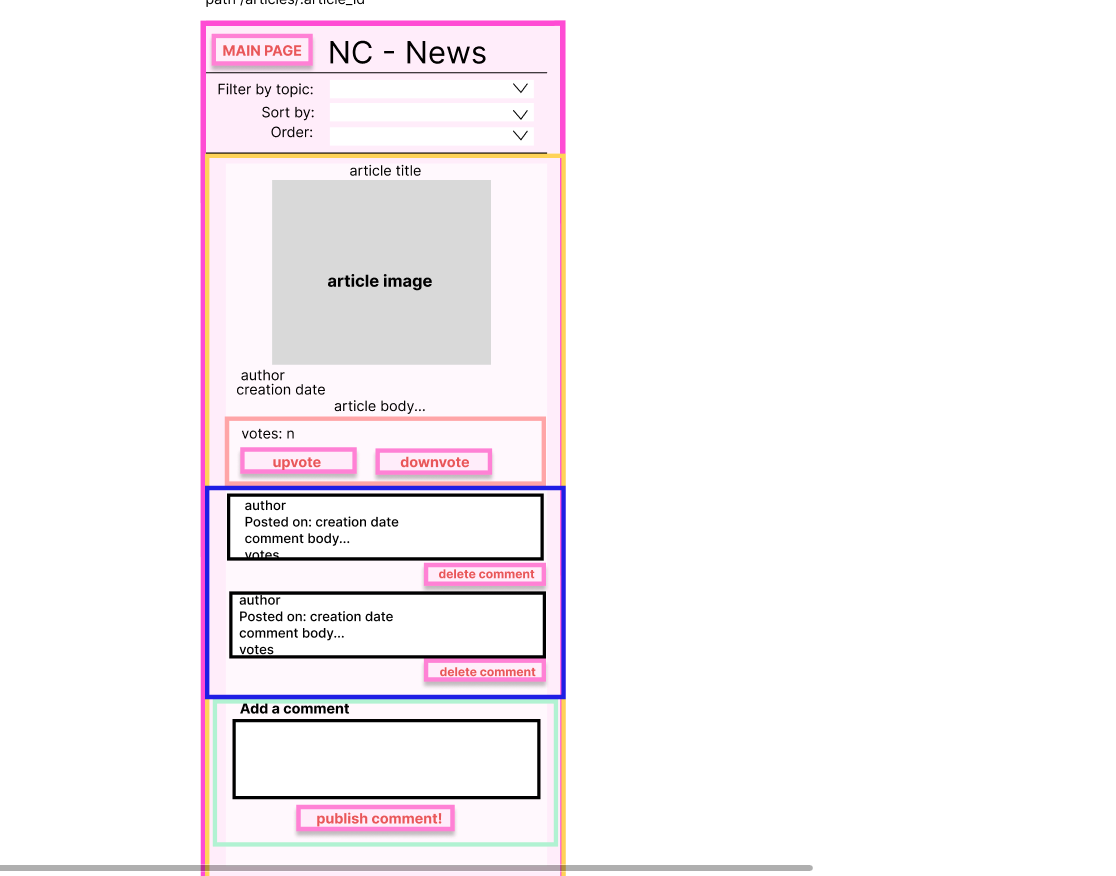 path /articles/:article_id
MAIN PAGE
NC - News
Filter by topic:
Sort by:
Order:
article title
article image
author
creation date
article body...
votes: n
upvote
downvote
author
Posted on: creation date
comment body...
votes
delete comment
author
Posted on: creation date
comment body...
votes
delete comment
Add a comment
publish comment!